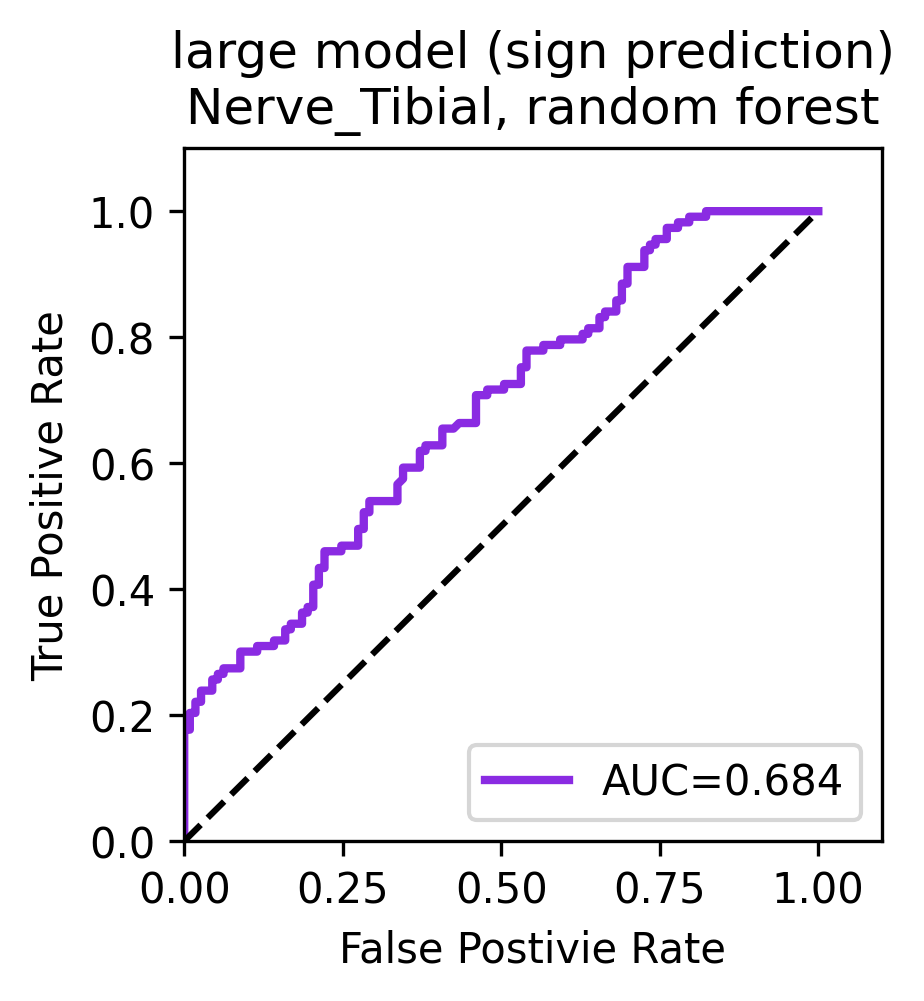 large model (sign prediction)
Nerve_Tibial, random forest
1.0
0.8
0.6
0.4
0.2
0.0
True Positive Rate
AUC=0.684
0.00 0.25 0.50 0.75 1.00
False Postivie Rate